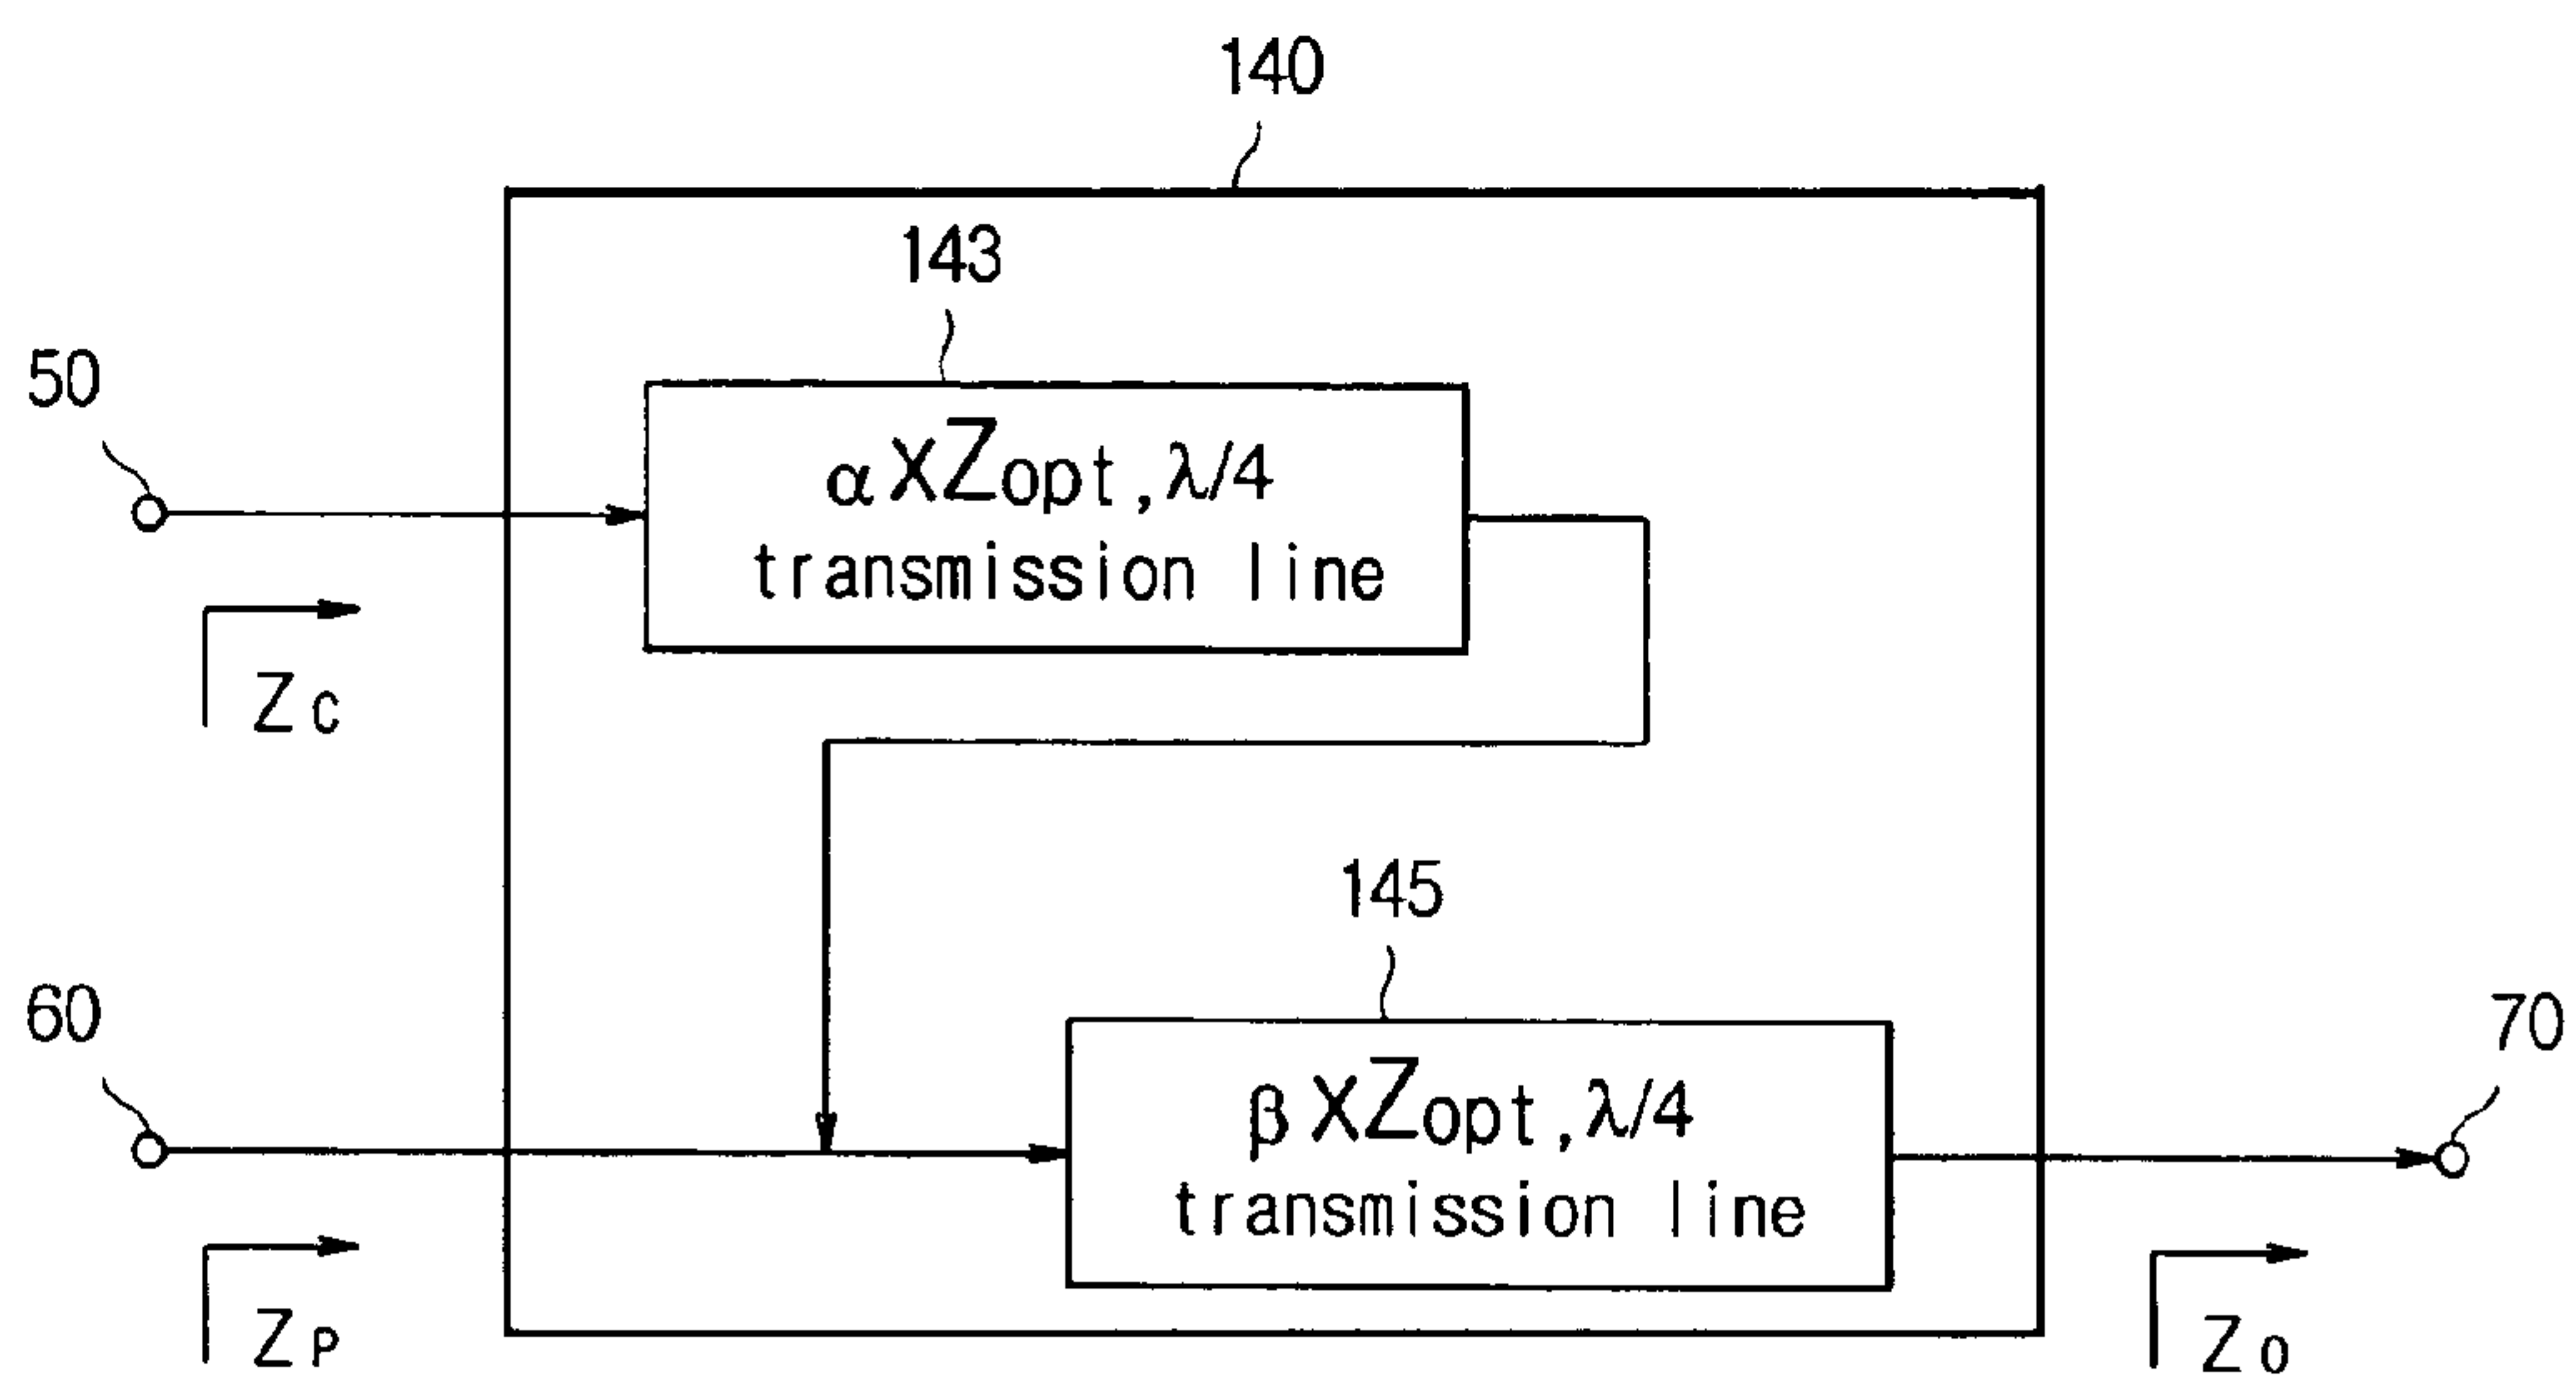 140
143
50
αXZopt,λ/4
transmission line
Zc
145
60
70
βXZopt,λ/4
transmission line
ZP
Zo